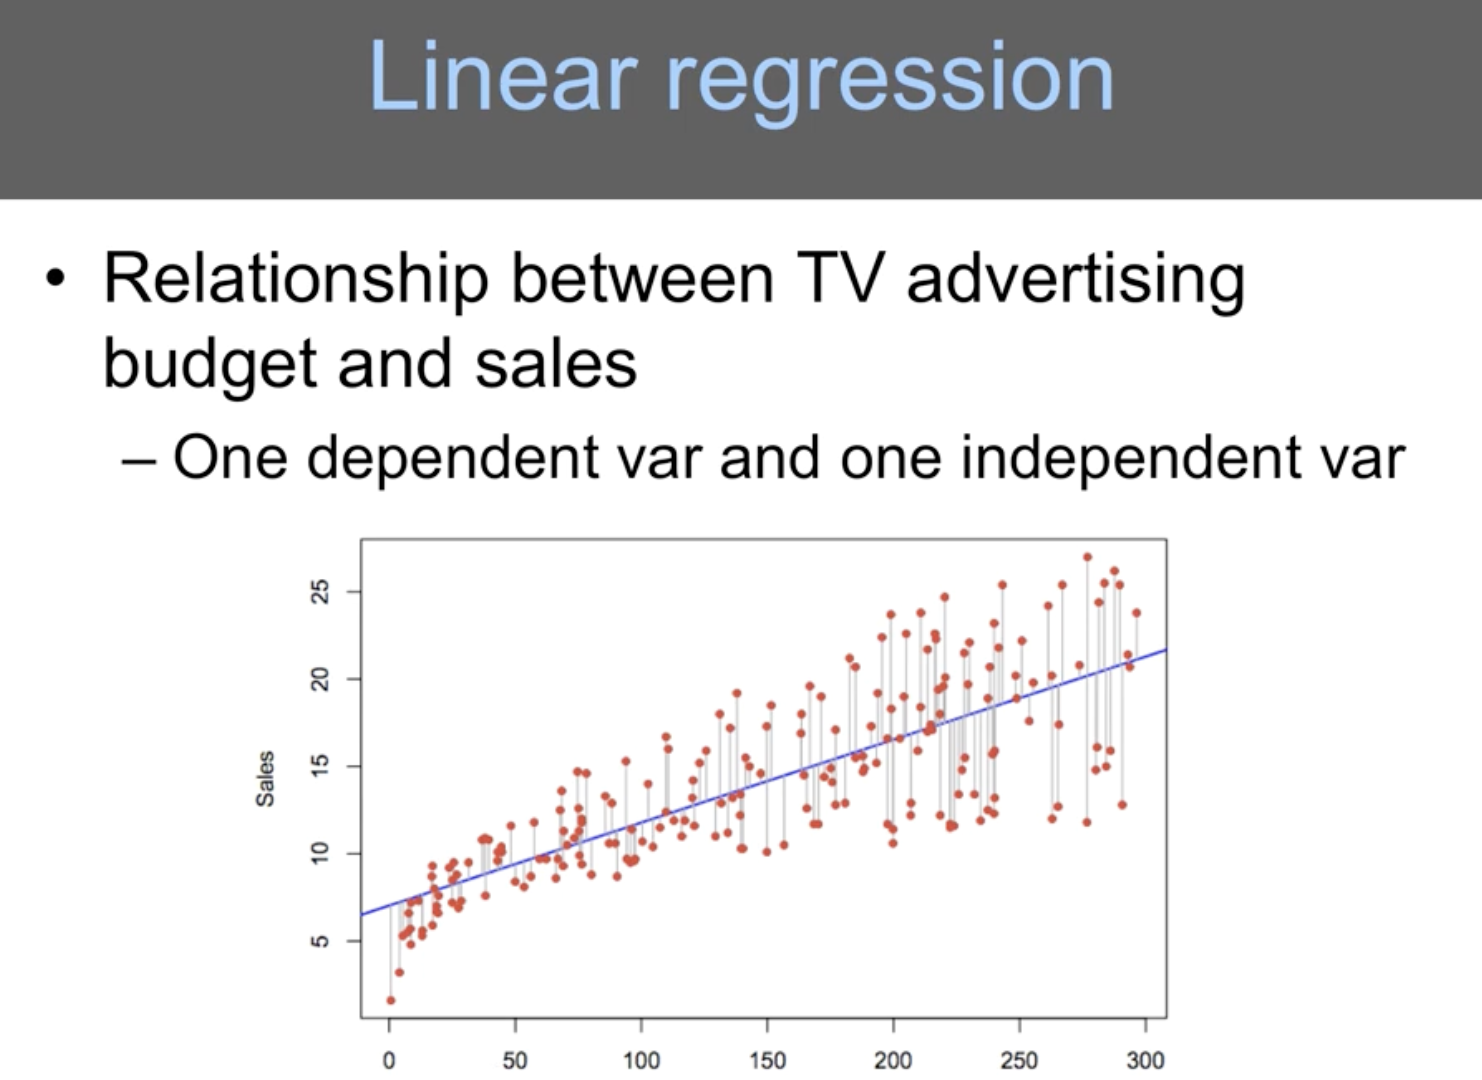 Linear regression
• Relationship between TV advertising
budget and sales
– One dependent var and one independent var
25
20
15
10
5
Sales
0 50 100 150 200 250 300